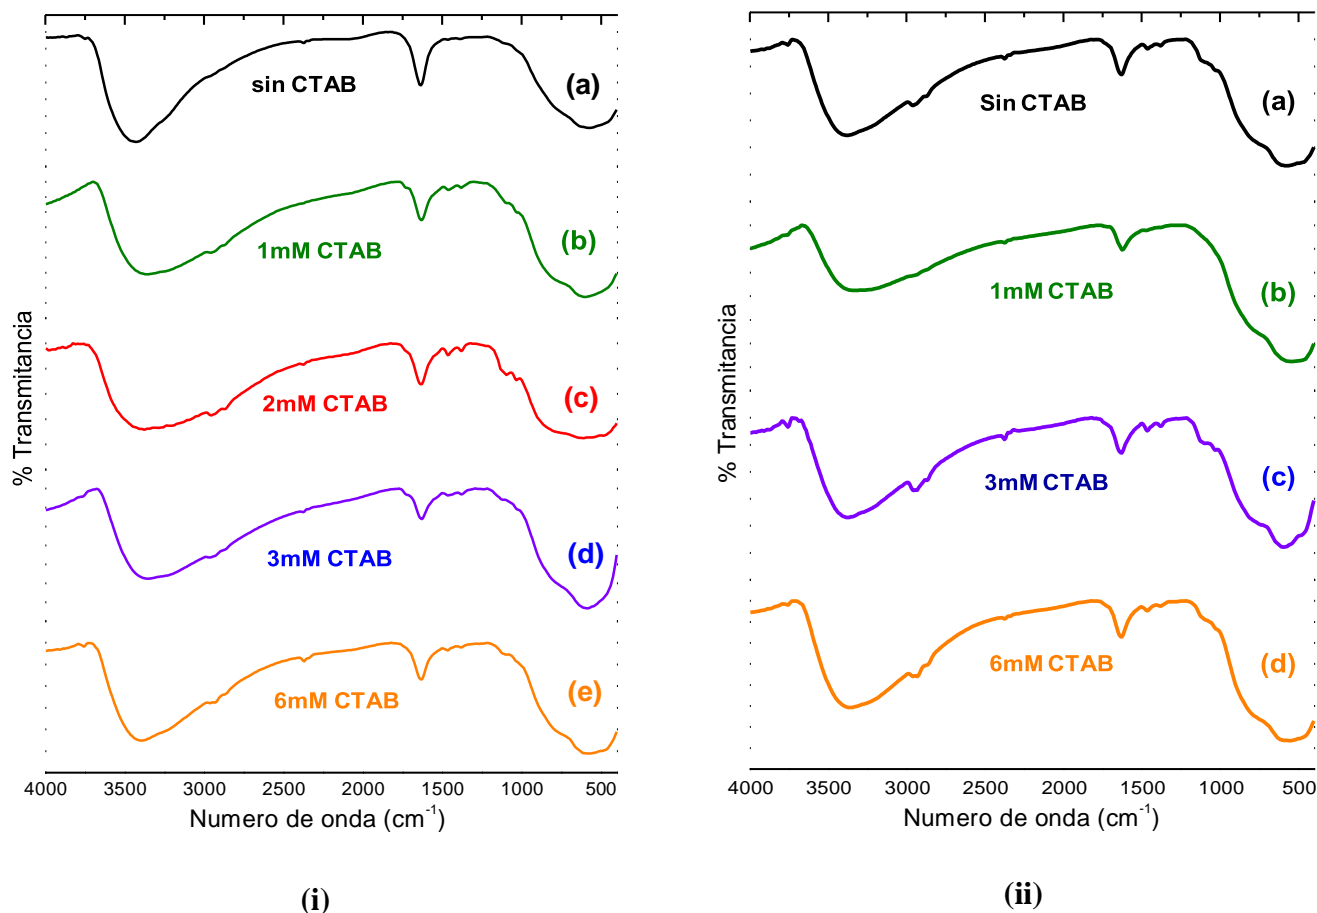 sin CTAB
(a)
1mM CTAB
(b)
2mM CTAB
(c)
3mM CTAB
(d)
6mM CTAB
(e)
% Transmitancia
4000 3500 3000 2500 2000 1500 1000 500
Numero de onda (cm⁻¹)
(i)
Sin CTAB
(a)
1mM CTAB
(b)
3mM CTAB
(c)
6mM CTAB
(d)
% Transmitancia
4000 3500 3000 2500 2000 1500 1000 500
Numero de onda (cm⁻¹)
(ii)